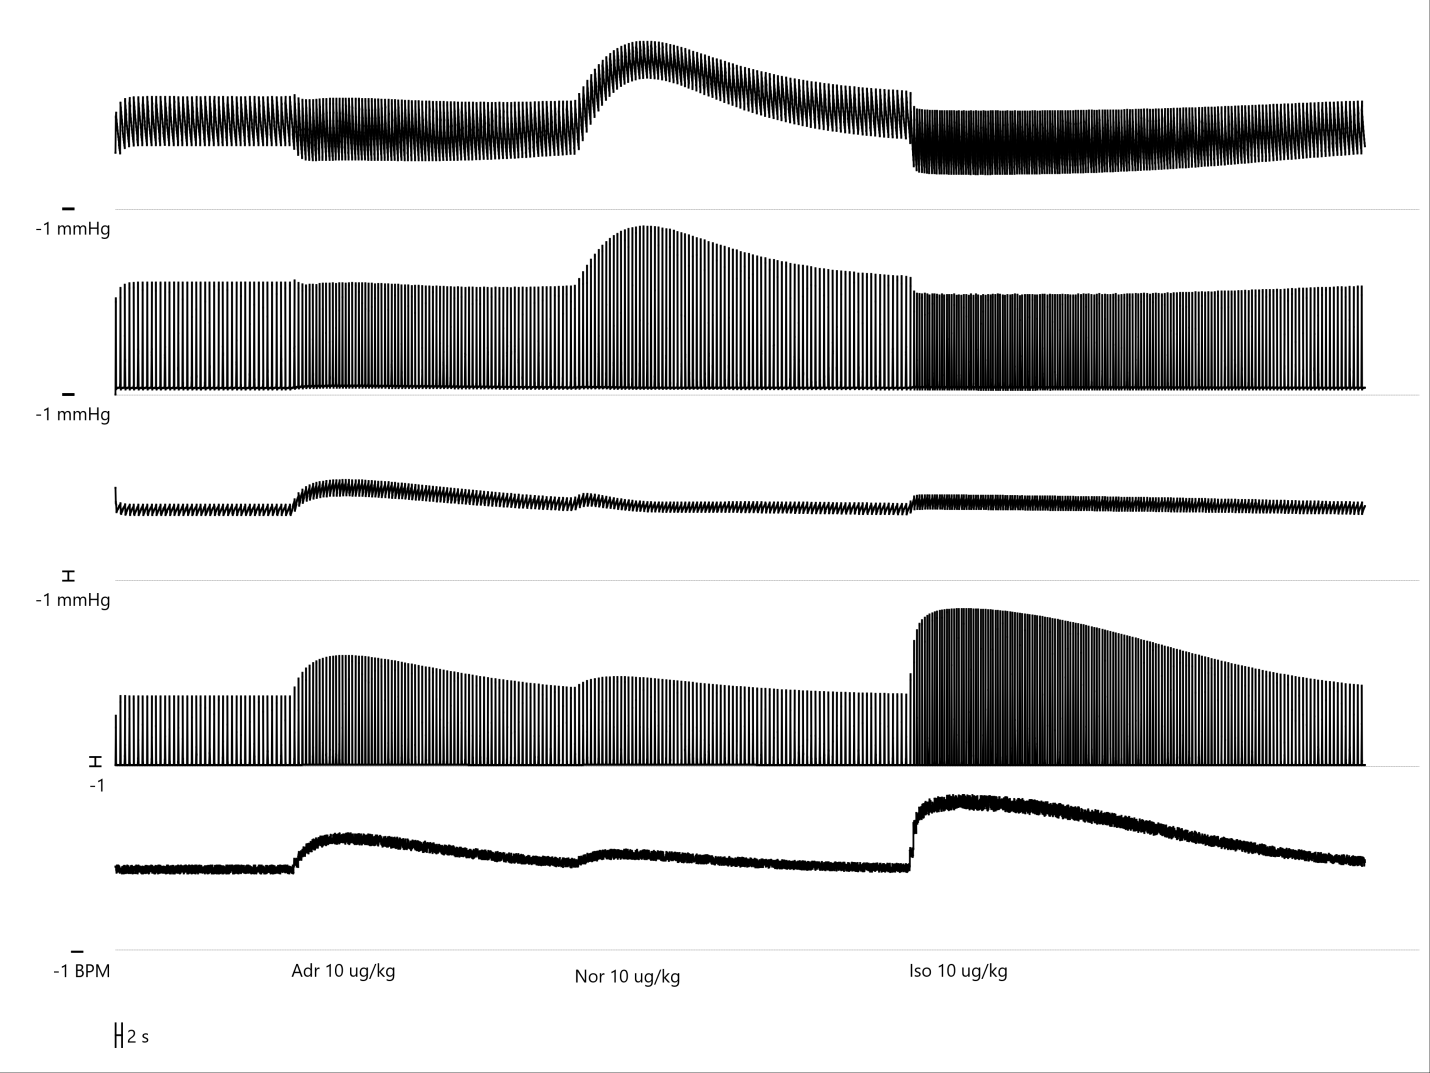 -1 mmHg
-1 mmHg
-1 mmHg
-1
-1 BPM
Adr 10 ug/kg
Nor 10 ug/kg
Iso 10 ug/kg
2 s